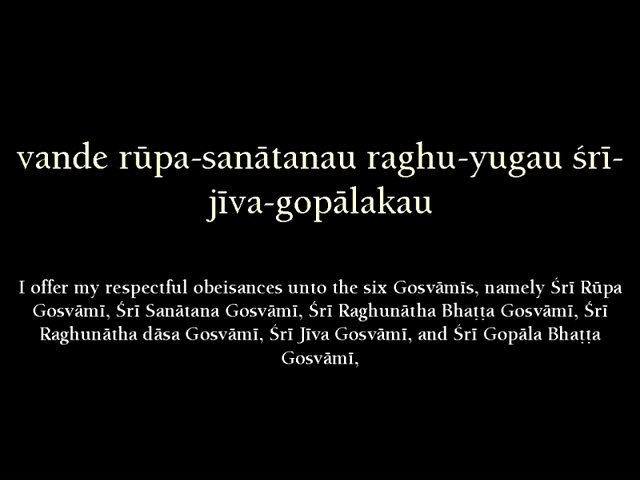 vande rūpa-sanātanau raghu-yugau śrī-
jīva-gopālakau
I offer my respectful obeisances unto the six Gosvāmīs, namely Śrī Rūpa
Gosvāmī, Śrī Sanātana Gosvāmī, Śrī Raghunātha Bhaṭṭa Gosvāmī, Śrī
Raghunātha dāsa Gosvāmī, Śrī Jīva Gosvāmī, and Śrī Gopāla Bhaṭṭa
Gosvāmī,